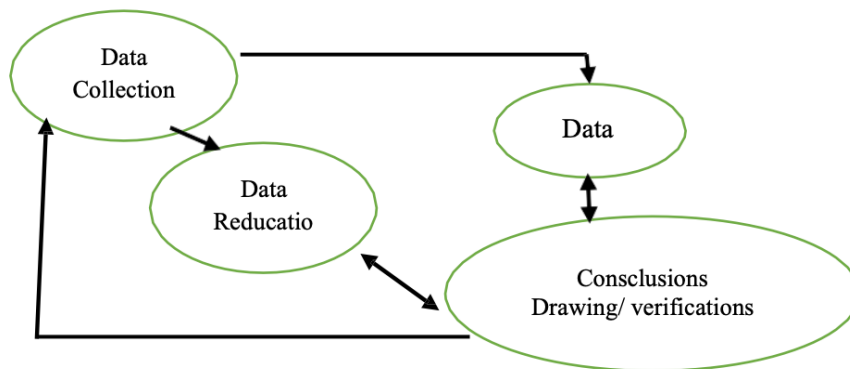 Data
Collection
Data
Data
Reducatio
Consclusions
Drawing/ verifications